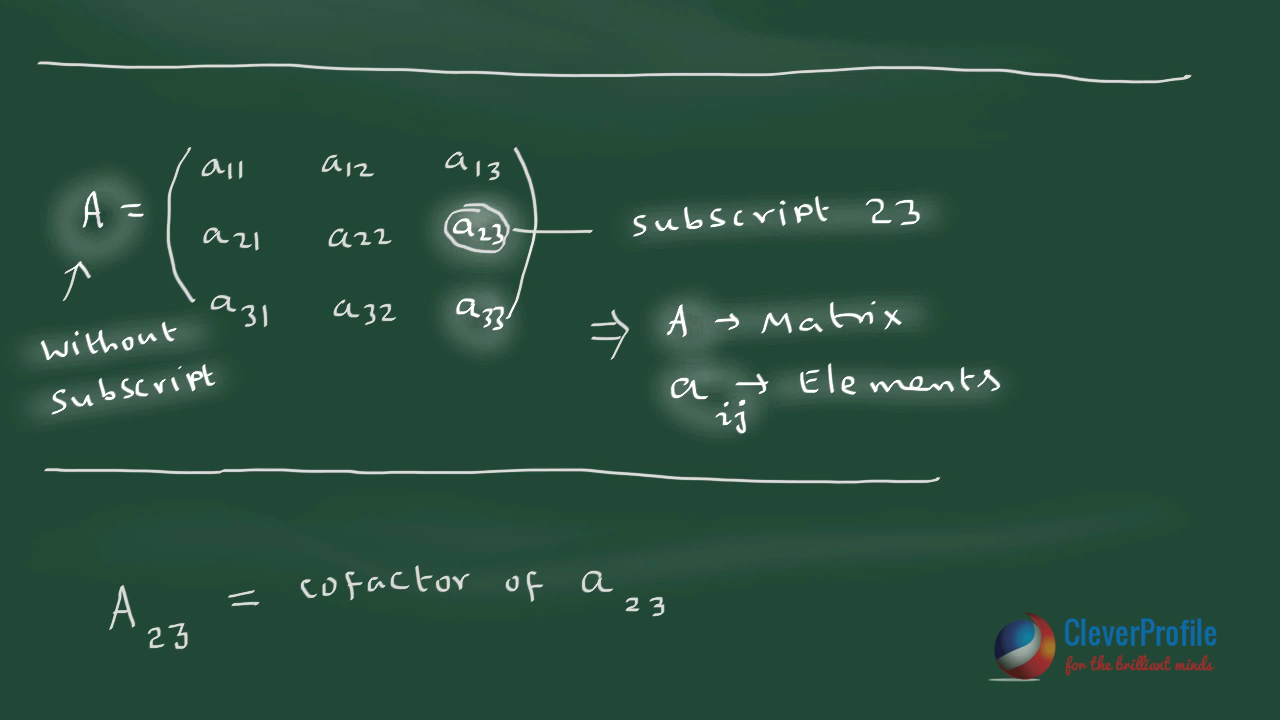 a11 a12 a13
A = a21 a22 a23 — subscript 23
a31 a32 a33
↑
without
subscript
⇒ A → Matrix
aij → Elements
A23 = cofactor of a23
CleverProfile
for the brilliant minds